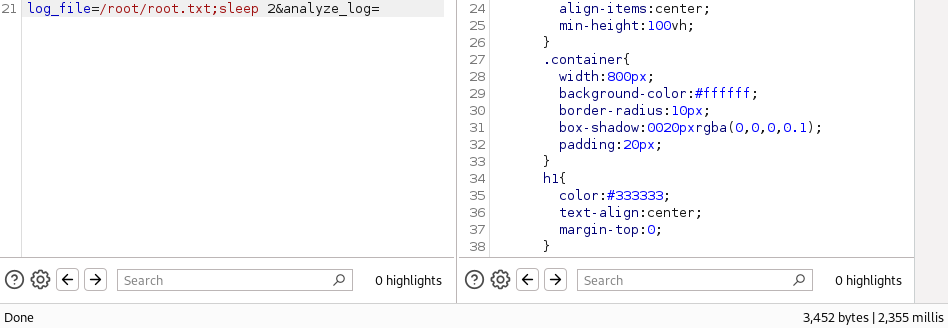 21 log_file=/root/root.txt;sleep 2&analyze_log=
24 align-items:center;
25 min-height:100vh;
26 }
27 .container{
28 width:800px;
29 background-color:#ffffff;
30 border-radius:10px;
31 box-shadow:0020pxrgba(0,0,0,0.1);
32 padding:20px;
33 }
34 h1{
35 color:#333333;
36 text-align:center;
37 margin-top:0;
38 }
Search 0 highlights
Search 0 highlights
Done 3,452 bytes | 2,355 millis